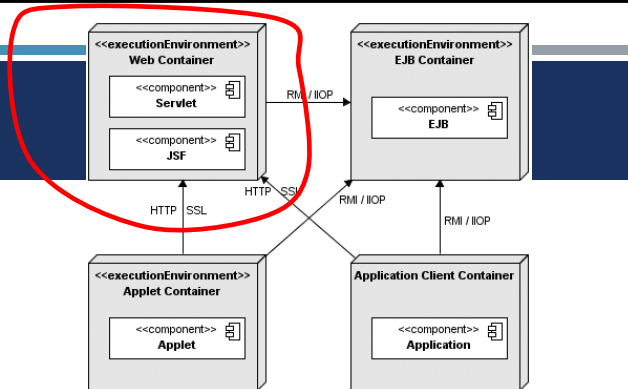 <<executionEnvironment>>
Web Container
<<component>>
Servlet
<<component>>
JSF
RMI / IIOP
<<executionEnvironment>>
EJB Container
<<component>>
EJB
HTTP SSL
HTTP SSL
RMI / IIOP
RMI / IIOP
<<executionEnvironment>>
Applet Container
<<component>>
Applet
Application Client Container
<<component>>
Application